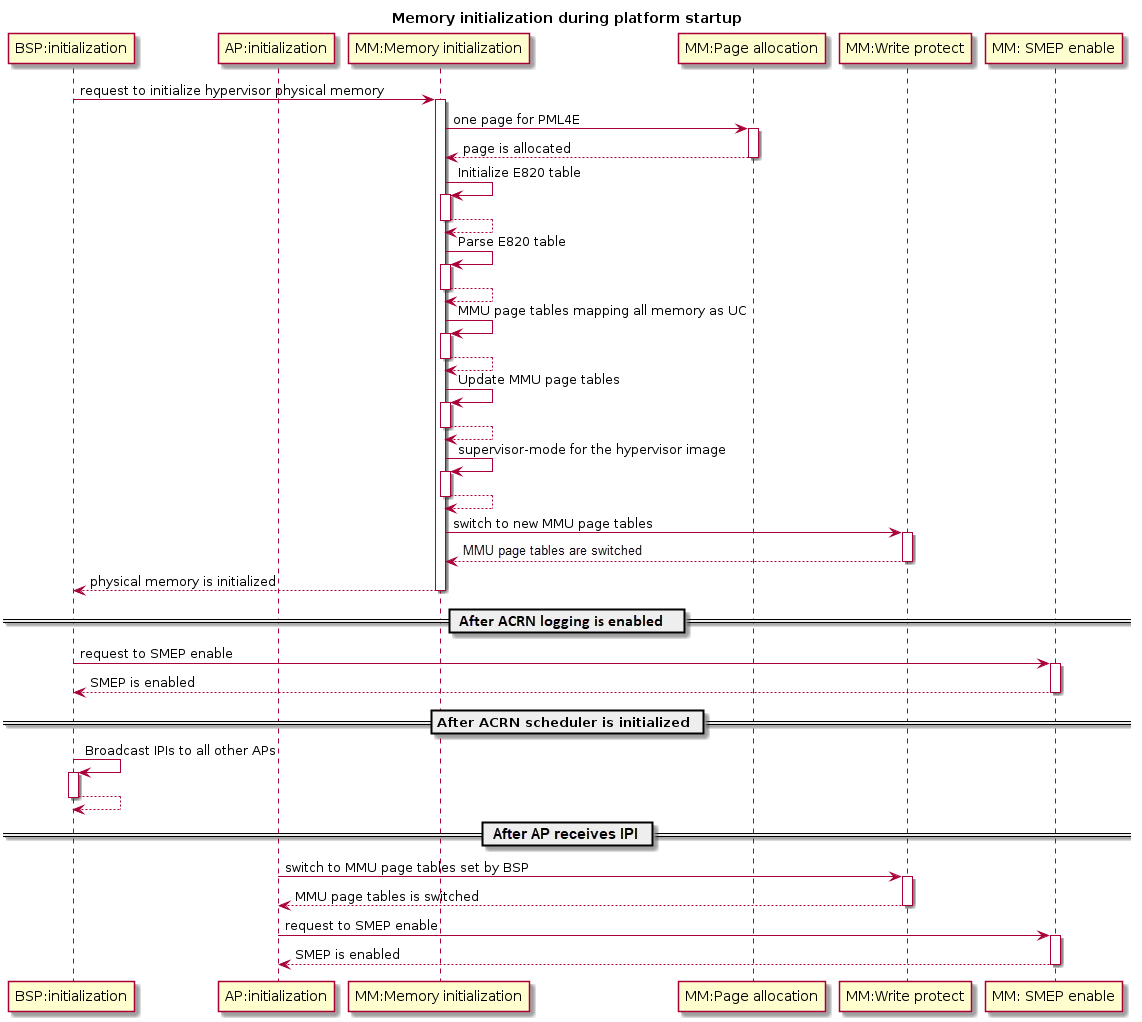 Memory initialization during platform startup
BSP:initialization
AP:initialization
MM:Memory initialization
MM:Page allocation
MM:Write protect
MM: SMEP enable
request to initialize hypervisor physical memory
one page for PML4E
page is allocated
Initialize E820 table
Parse E820 table
MMU page tables mapping all memory as UC
Update MMU page tables
supervisor-mode for the hypervisor image
switch to new MMU page tables
MMU page tables are switched
physical memory is initialized
After ACRN logging is enabled
request to SMEP enable
SMEP is enabled
After ACRN scheduler is initialized
Broadcast IPIs to all other APs
After AP receives IPI
switch to MMU page tables set by BSP
MMU page tables is switched
request to SMEP enable
SMEP is enabled
BSP:initialization
AP:initialization
MM:Memory initialization
MM:Page allocation
MM:Write protect
MM: SMEP enable